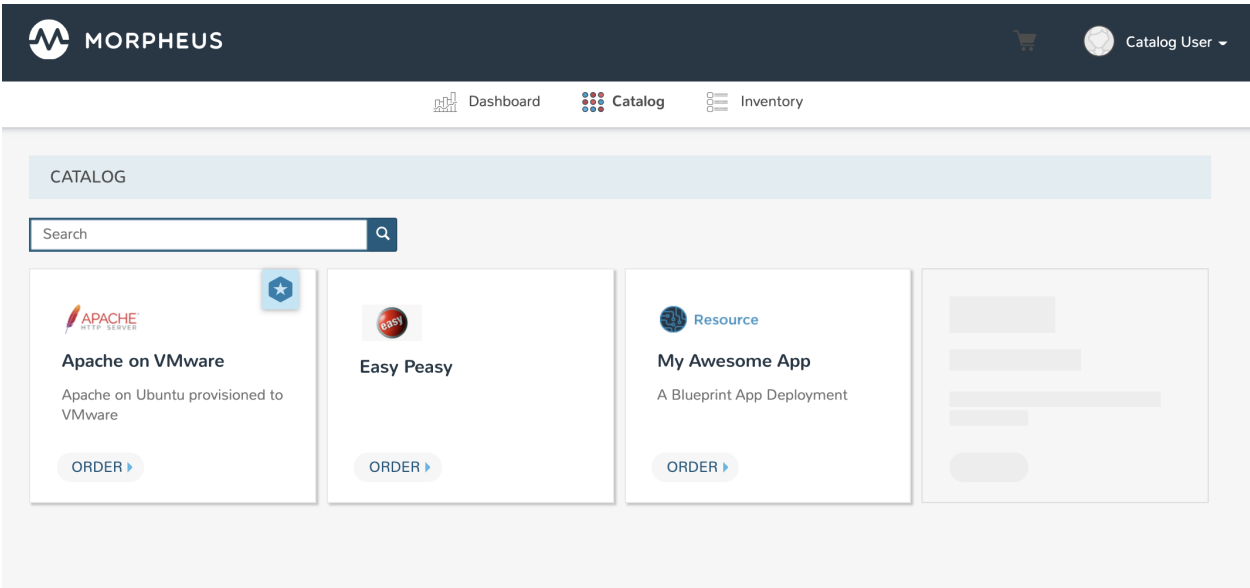 MORPHEUS
Catalog User
Dashboard
Catalog
Inventory
CATALOG
Search
APACHE
HTTP SERVER
Apache on VMware
Apache on Ubuntu provisioned to
VMware
ORDER
easy
Easy Peasy
ORDER
Resource
My Awesome App
A Blueprint App Deployment
ORDER